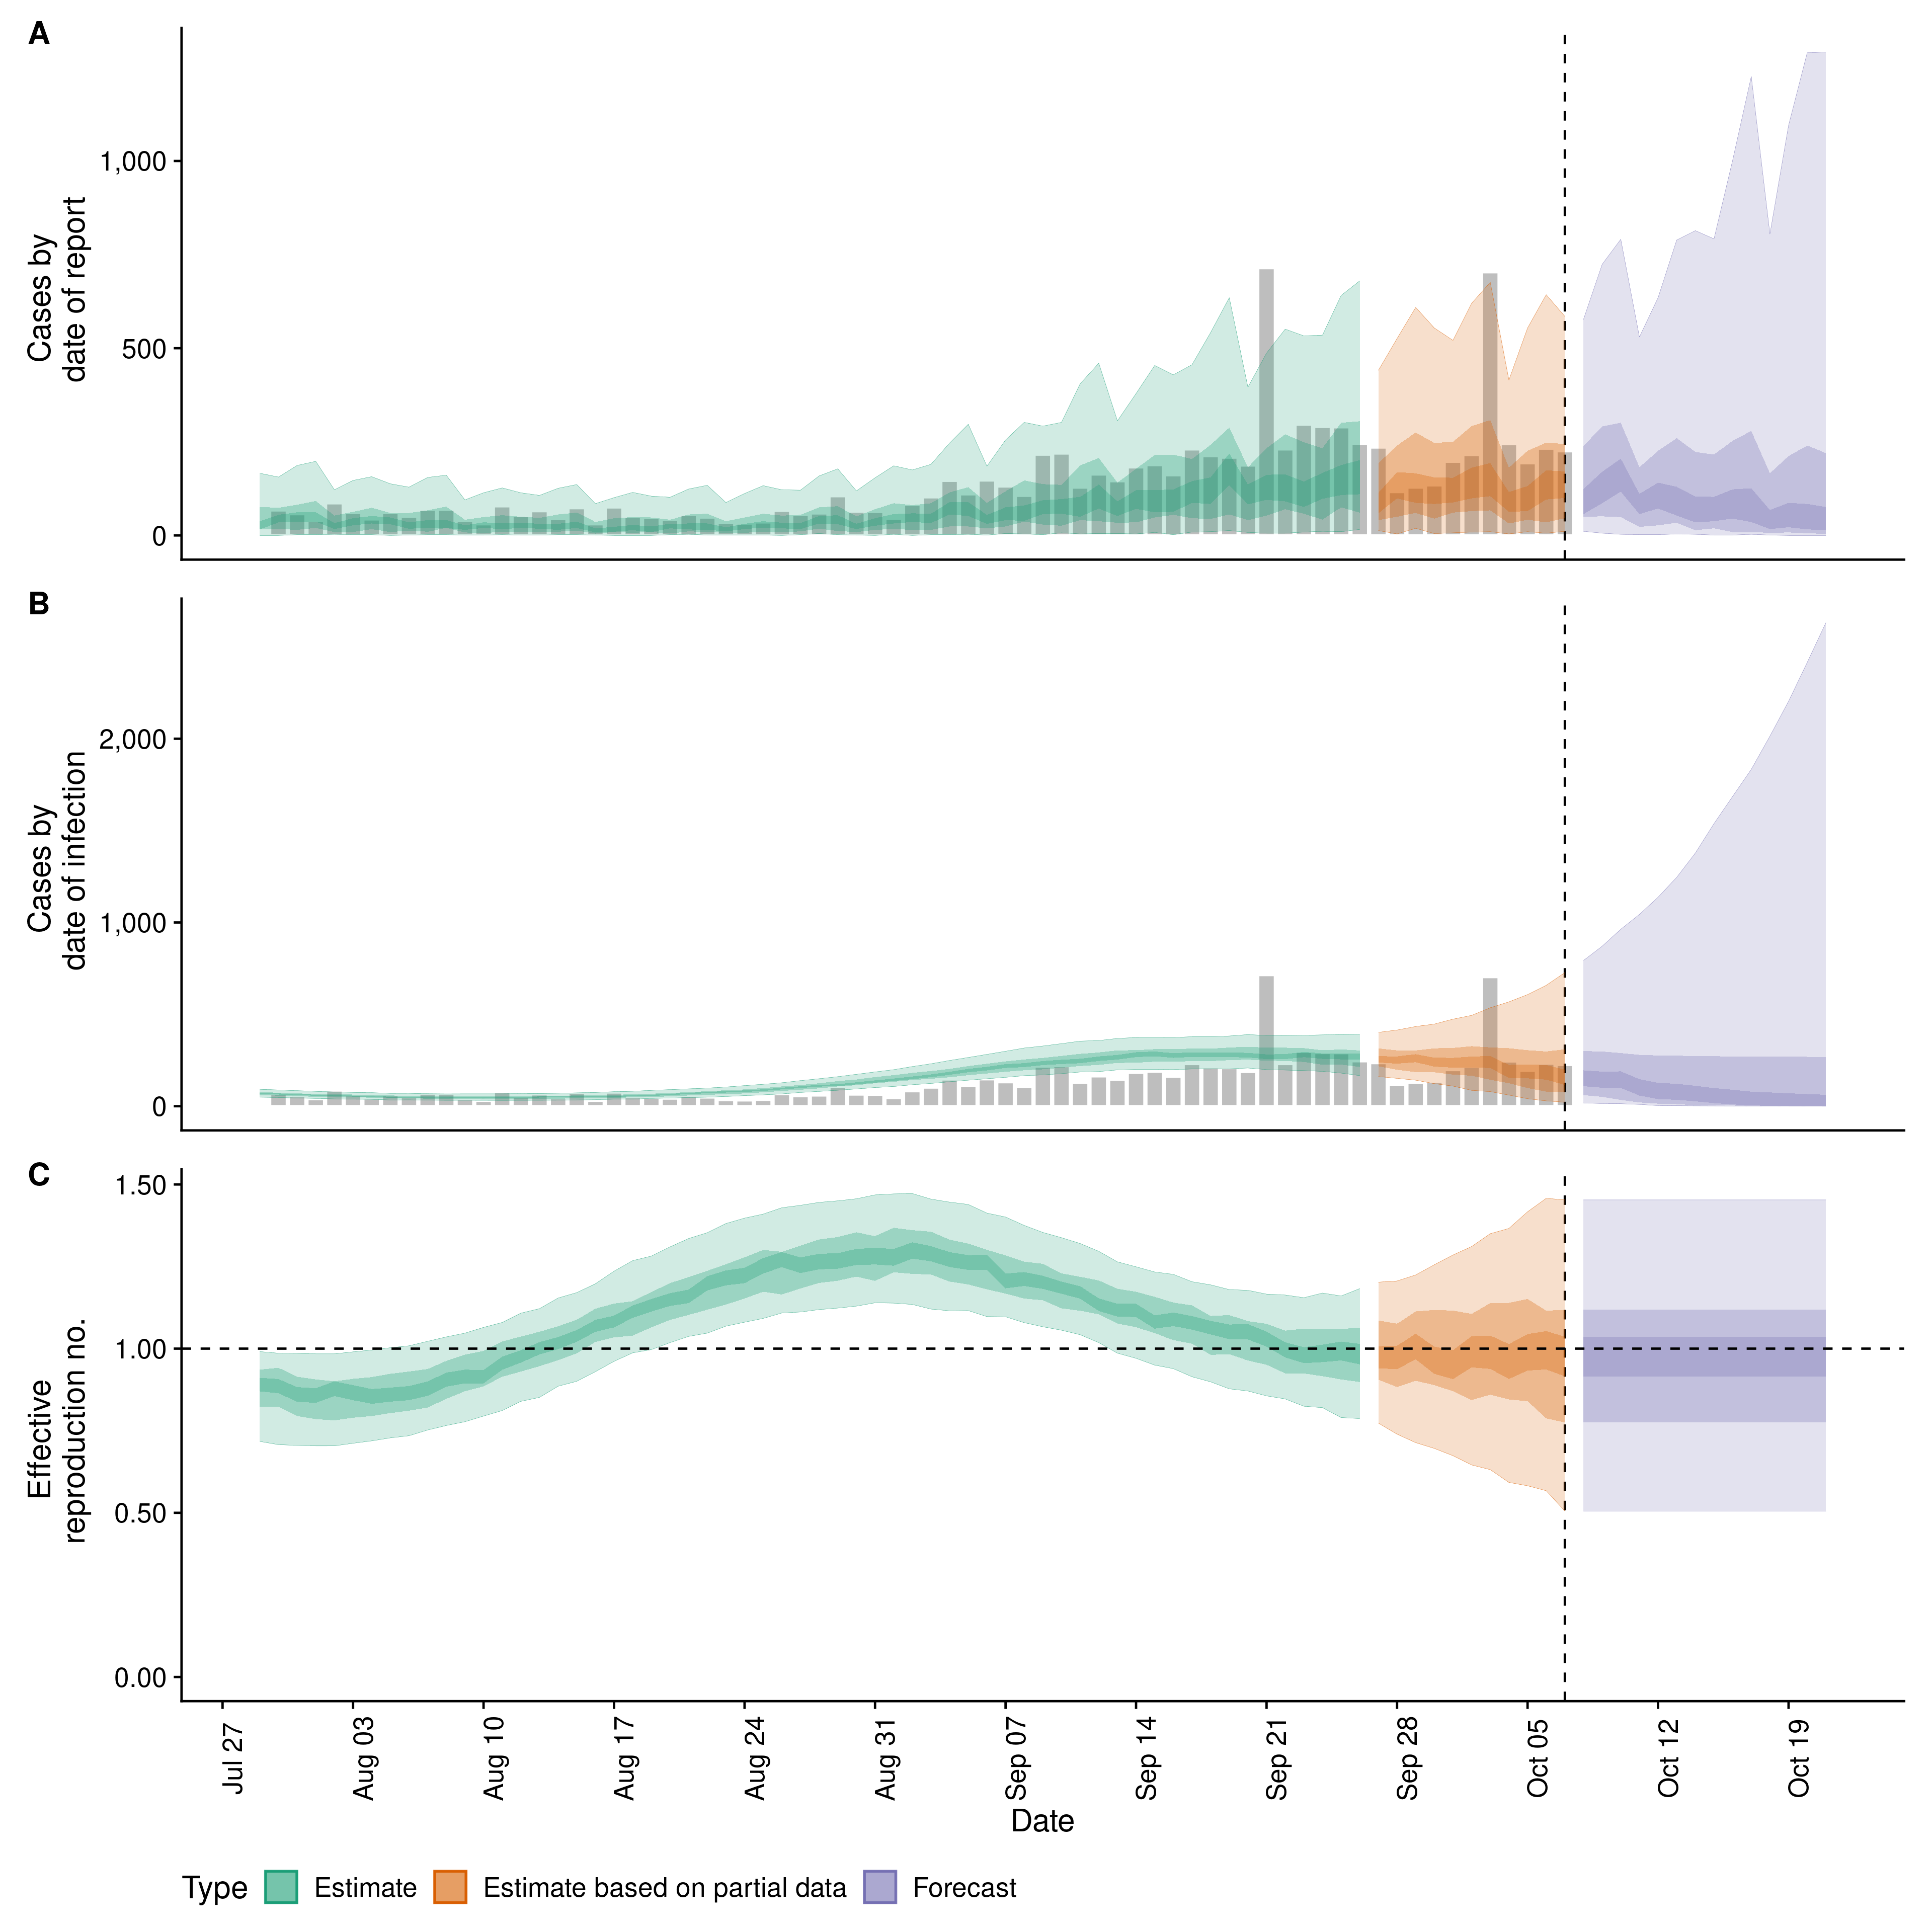 A
Cases by
date of report
1,000
500
0
B
Cases by
date of infection
2,000
1,000
0
C
Effective
reproduction no.
1.50
1.00
0.50
0.00
Jul 27
Aug 03
Aug 10
Aug 17
Aug 24
Aug 31
Sep 07
Sep 14
Sep 21
Sep 28
Oct 05
Oct 12
Oct 19
Date
Type Estimate Estimate based on partial data Forecast